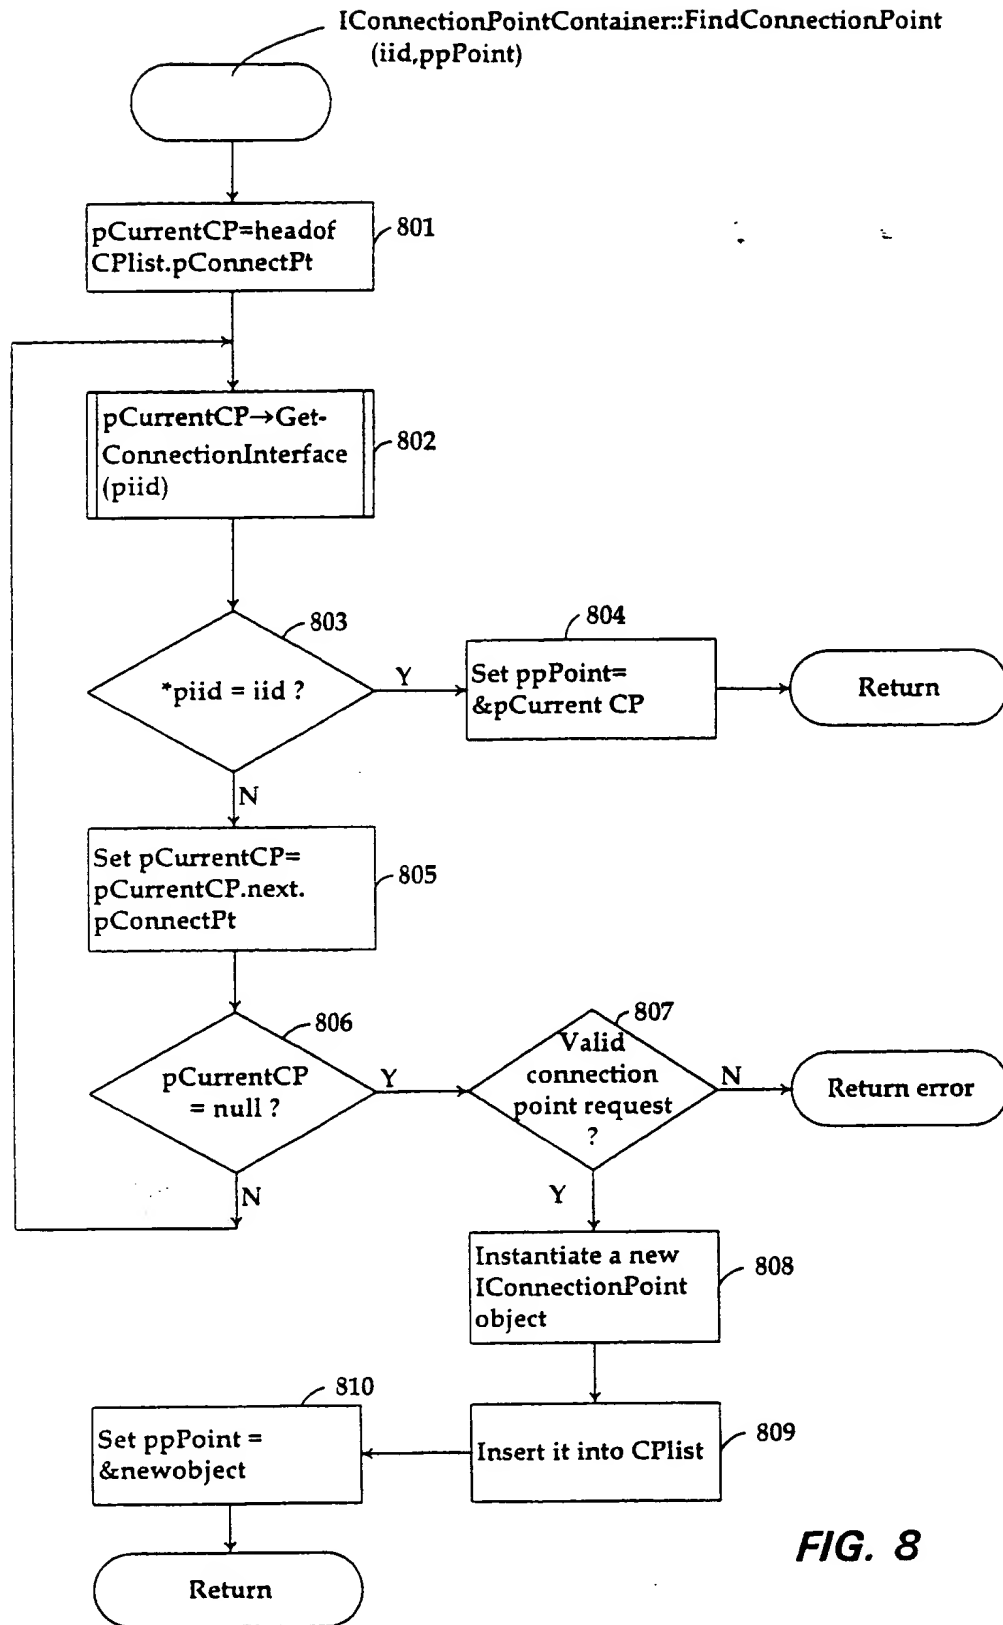 IConnectionPointContainer::FindConnectionPoint
(iid,ppPoint)
pCurrentCP=headof
CPlist.pConnectPt
801
pCurrentCP→Get-
ConnectionInterface
(piid)
802
*piid = iid ?
803
Y
N
804
Set ppPoint=
&pCurrent CP
Return
Set pCurrentCP=
pCurrentCP.next.
pConnectPt
805
pCurrentCP
= null ?
806
Y
N
807
Valid
connection
point request
?
N
Y
Return error
Instantiate a new
IConnectionPoint
object
808
Insert it into CPlist
809
810
Set ppPoint =
&newobject
Return
FIG. 8